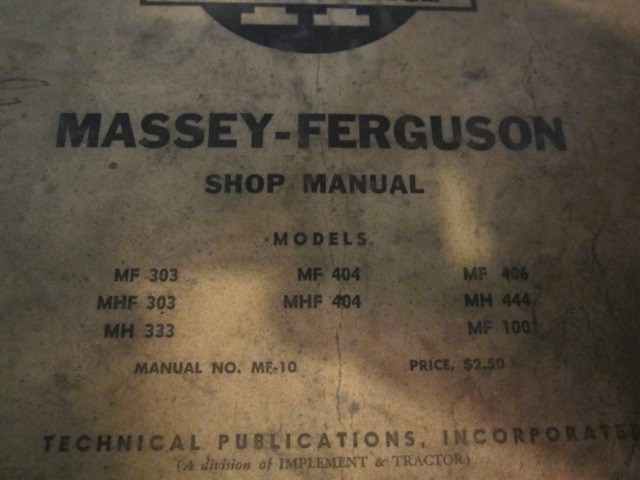 MASSEY-FERGUSON
SHOP MANUAL
MODELS
MF 303 MF 404 MF 406
MHF 303 MHF 404 MH 444
MH 333 MF 1001
MANUAL NO. MF-10 PRICE, $2.50
TECHNICAL PUBLICATIONS, INCORPORATED
(A division of IMPLEMENT & TRACTOR)